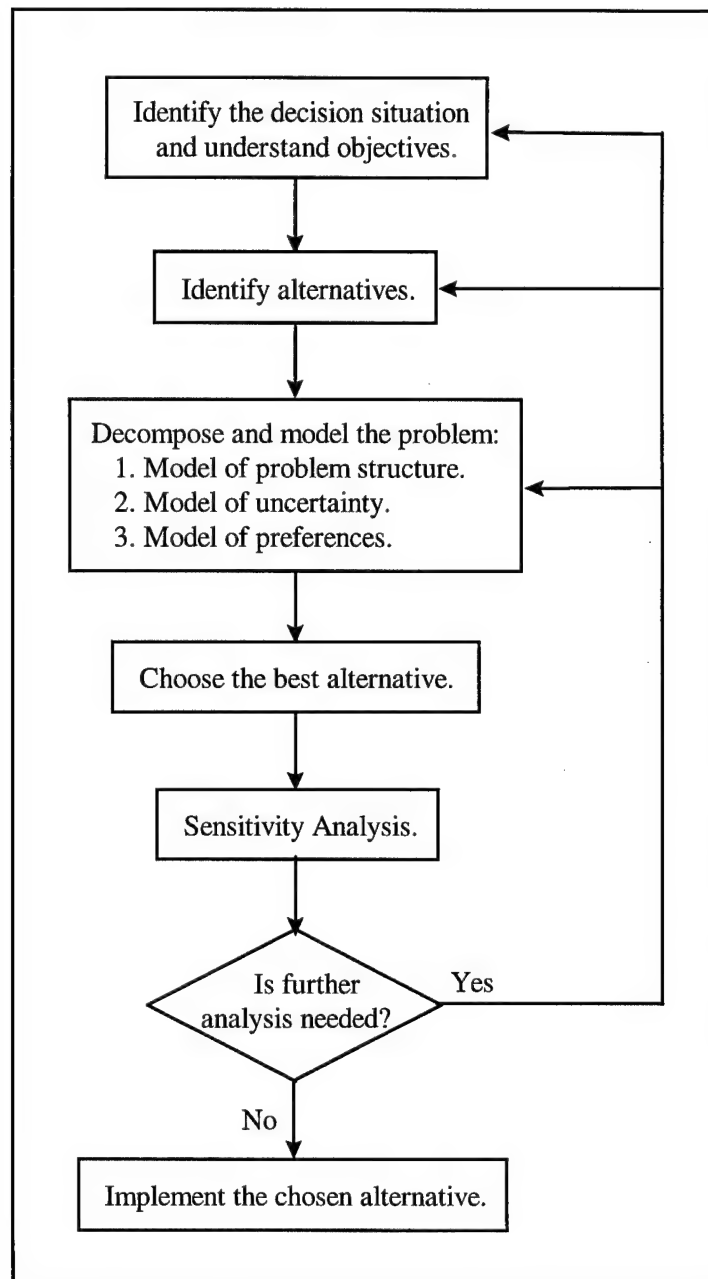 Identify the decision situation
and understand objectives.
Identify alternatives.
Decompose and model the problem:
1. Model of problem structure.
2. Model of uncertainty.
3. Model of preferences.
Choose the best alternative.
Sensitivity Analysis.
Is further
analysis needed?
Yes
No
Implement the chosen alternative.